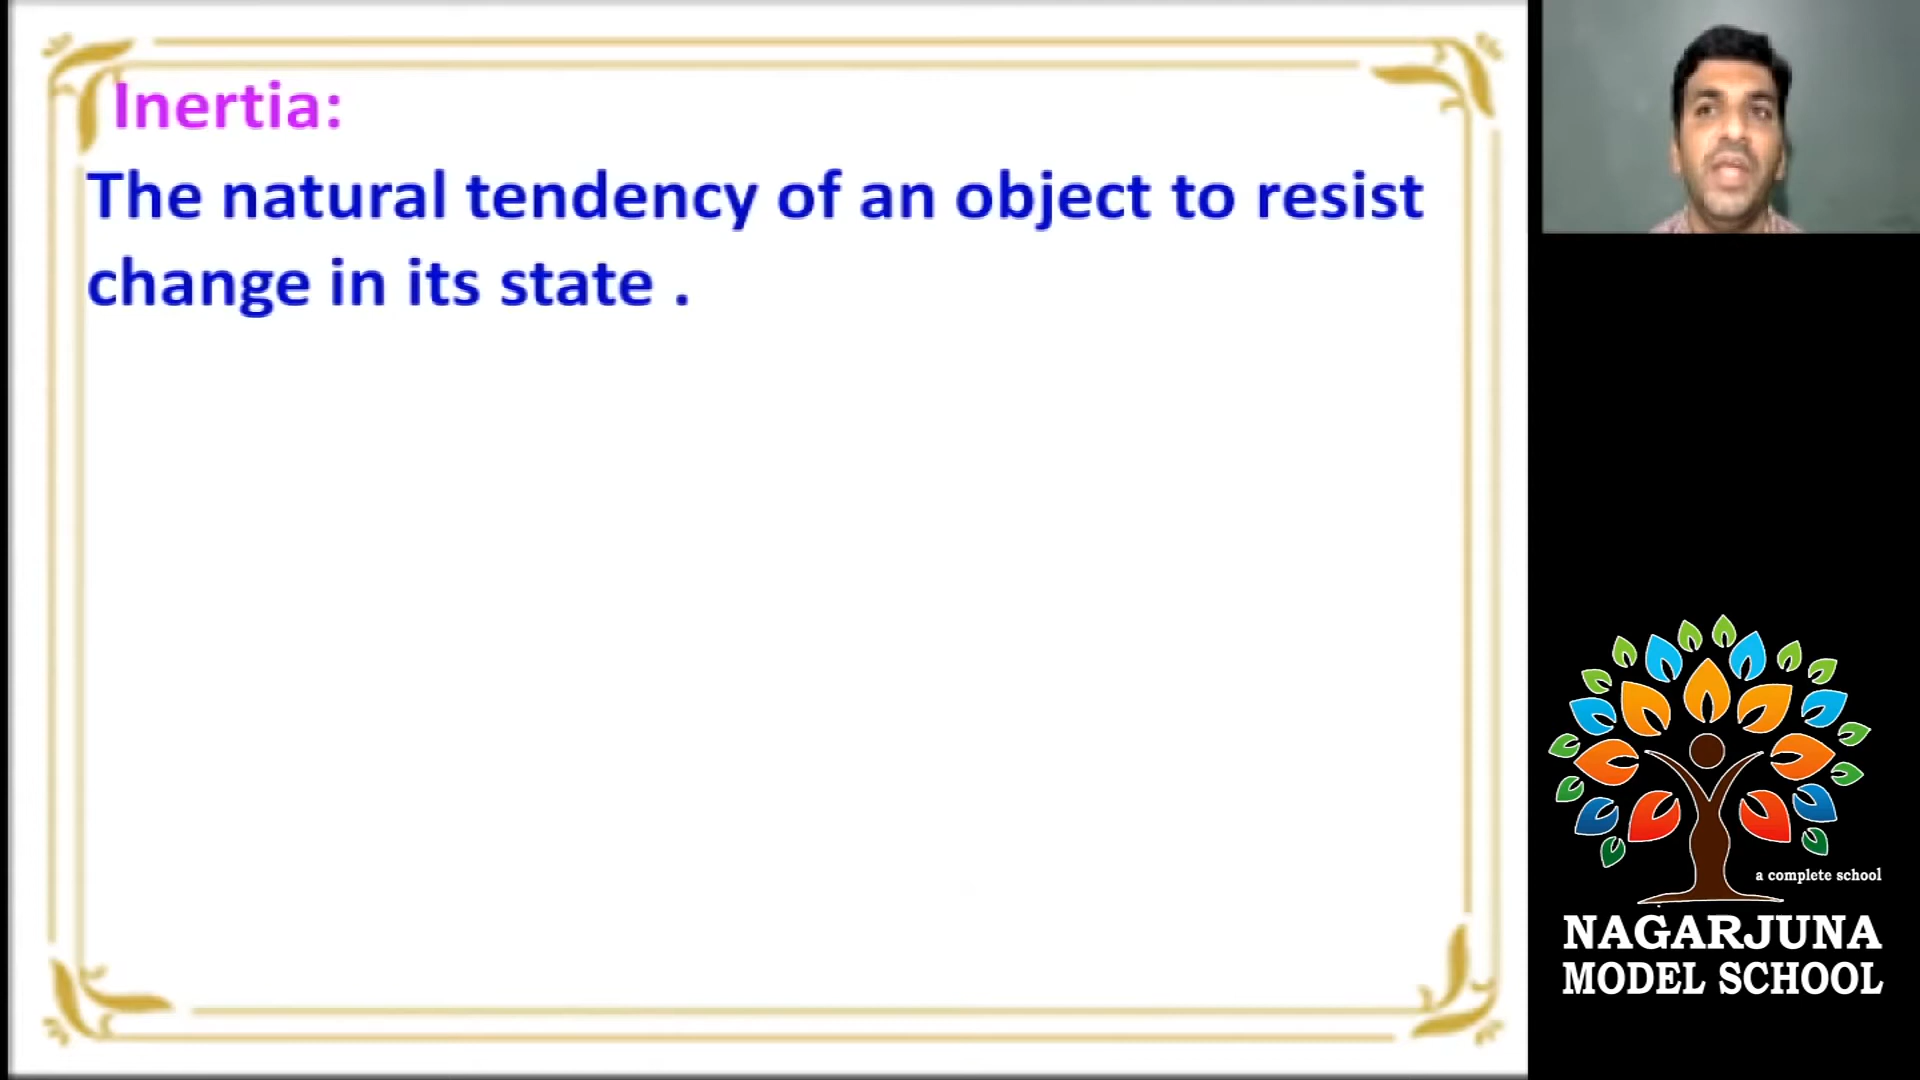 Inertia:
The natural tendency of an object to resist
change in its state .
a complete school
NAGARJUNA
MODEL SCHOOL